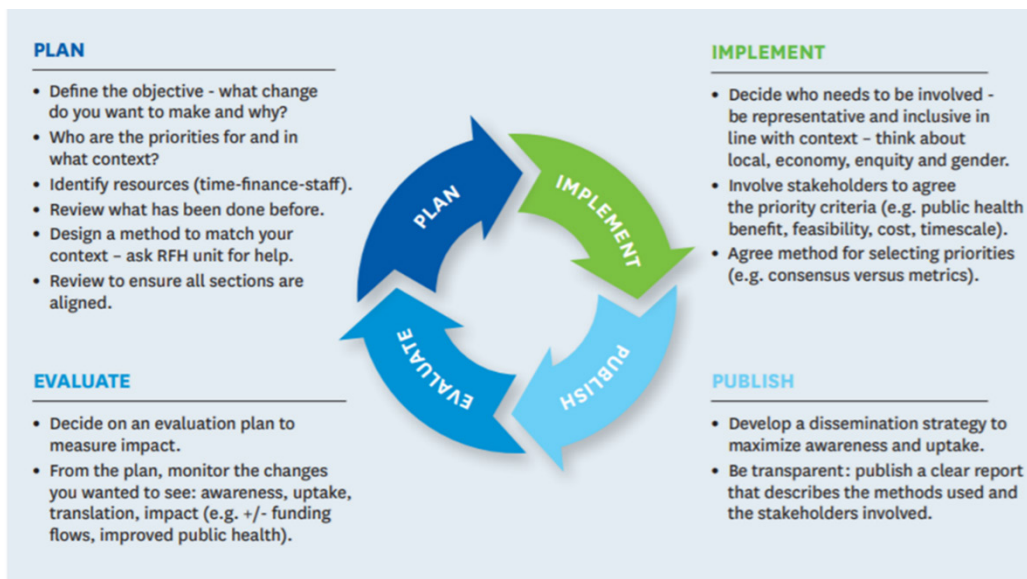 PLAN
• Define the objective - what change
do you want to make and why?
• Who are the priorities for and in
what context?
• Identify resources (time-finance-staff).
• Review what has been done before.
• Design a method to match your
context – ask RFH unit for help.
• Review to ensure all sections are
aligned.
IMPLEMENT
• Decide who needs to be involved -
be representative and inclusive in
line with context – think about
local, economy, enquity and gender.
• Involve stakeholders to agree
the priority criteria (e.g. public health
benefit, feasibility, cost, timescale).
• Agree method for selecting priorities
(e.g. consensus versus metrics).
PLAN
IMPLEMENT
PUBLISH
EVALUATE
EVALUATE
• Decide on an evaluation plan to
measure impact.
• From the plan, monitor the changes
you wanted to see: awareness, uptake,
translation, impact (e.g. +/- funding
flows, improved public health).
PUBLISH
• Develop a dissemination strategy to
maximize awareness and uptake.
• Be transparent: publish a clear report
that describes the methods used and
the stakeholders involved.